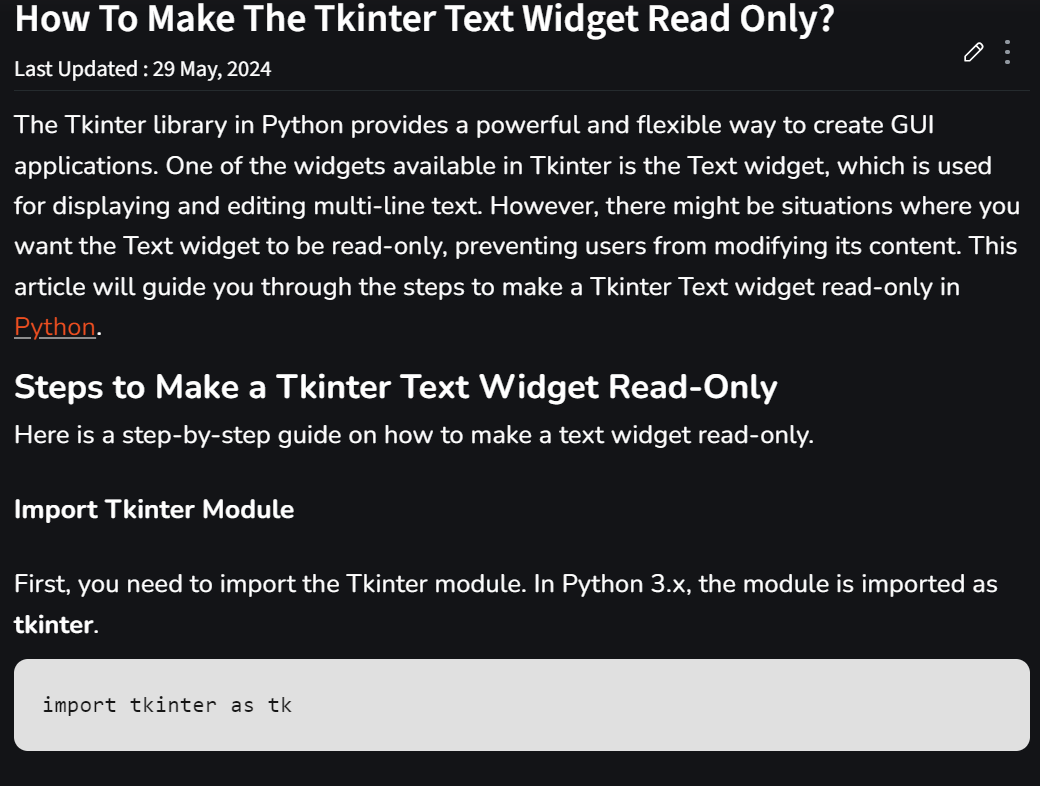 How To Make The Tkinter Text Widget Read Only?
Last Updated : 29 May, 2024
The Tkinter library in Python provides a powerful and flexible way to create GUI
applications. One of the widgets available in Tkinter is the Text widget, which is used
for displaying and editing multi-line text. However, there might be situations where you
want the Text widget to be read-only, preventing users from modifying its content. This
article will guide you through the steps to make a Tkinter Text widget read-only in
Python.
Steps to Make a Tkinter Text Widget Read-Only
Here is a step-by-step guide on how to make a text widget read-only.
Import Tkinter Module
First, you need to import the Tkinter module. In Python 3.x, the module is imported as
tkinter.
import tkinter as tk